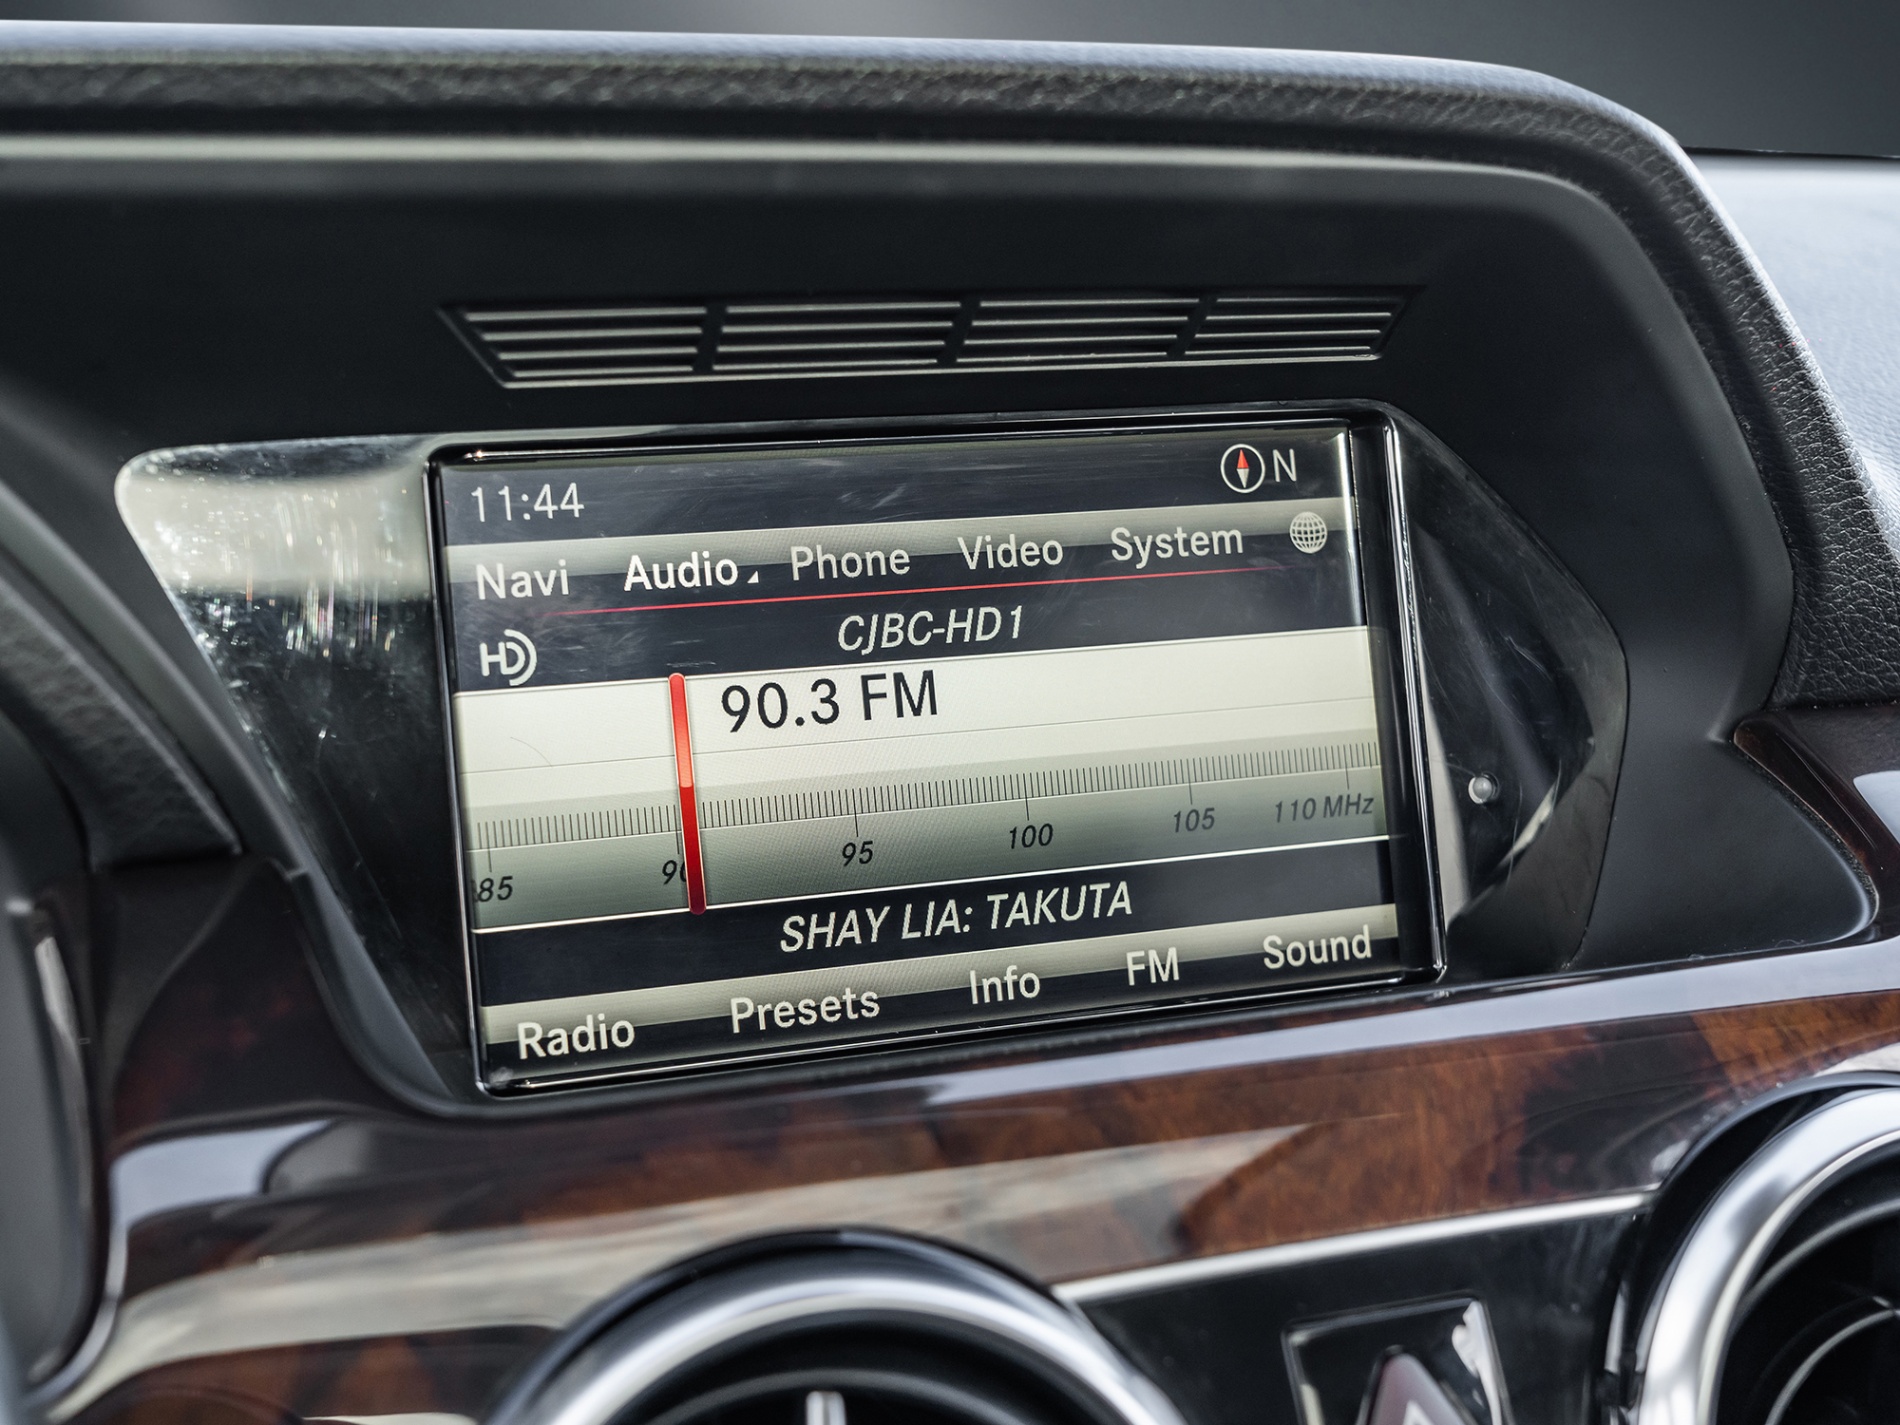 11:44 N
Navi Audio Phone Video System
HD CJBC-HD1
90.3 FM
85 90 95 100 105 110 MHz
SHAY LIA: TAKUTA
Radio Presets Info FM Sound